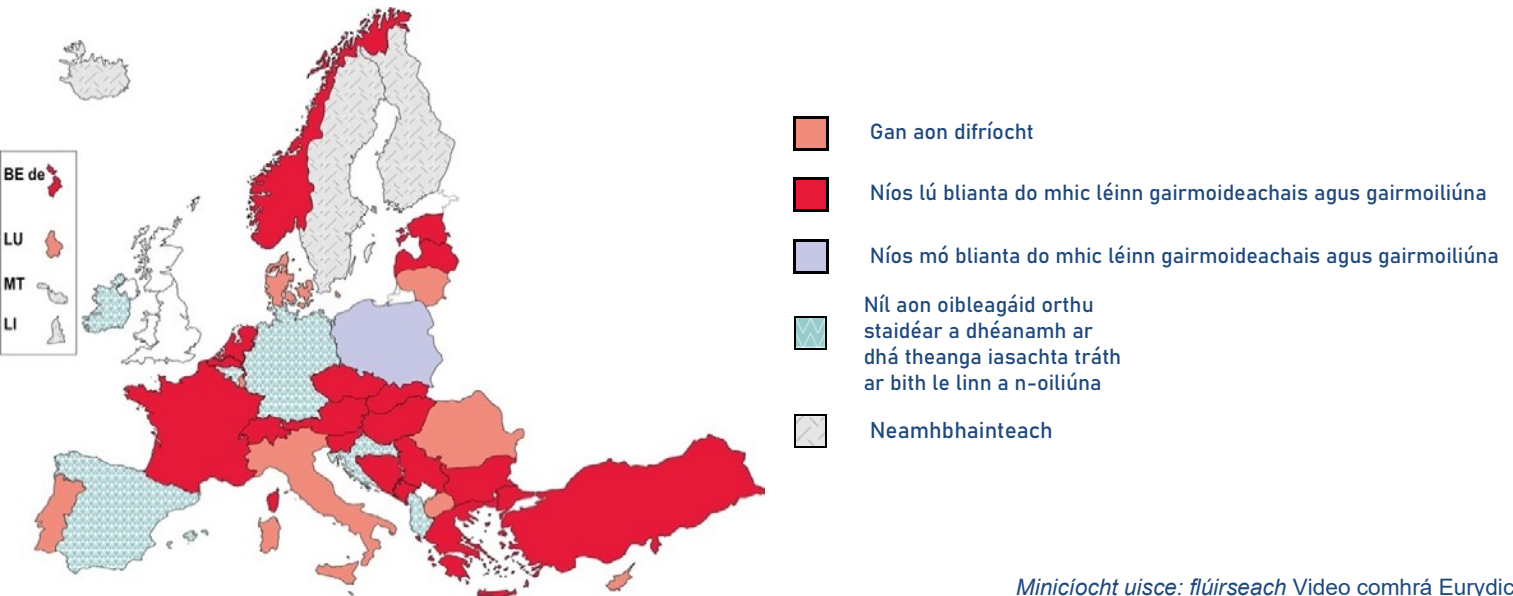 BE de
LU
MT
LI
Gan aon difríocht
Níos lú blianta do mhic léinn gairmoideachais agus gairmoiliúna
Níos mó blianta do mhic léinn gairmoideachais agus gairmoiliúna
Níl aon oibleagáid orthu
staidéar a dhéanamh ar
dhá theanga iasachta tráth
ar bith le linn a n-oiliúna
Neamhbhainteach
Minicíocht uisce: flúirseach Video comhrá Eurydic